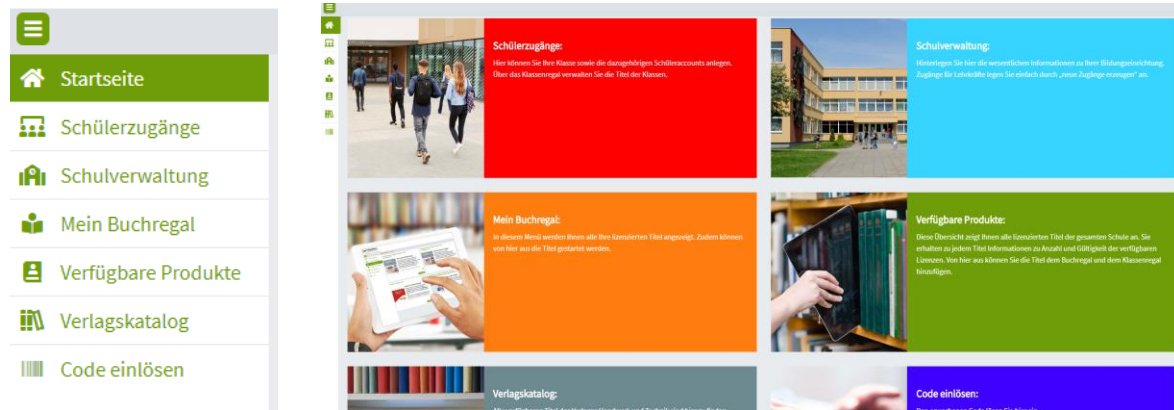 Startseite
Schülerzugänge
Schulverwaltung
Mein Buchregal
Verfügbare Produkte
Verlagskatalog
Code einlösen
Schülerzugänge:
Hier können Sie Ihre Klasse sowie die dazugehörigen Schüleraccounts anlegen.
Über das Klassenregal verwalten Sie die Titel der Klassen.
Schulverwaltung:
Hinterlegen Sie hier die wesentlichen Informationen zu Ihrer Bildungseinrichtung.
Zugänge für Lehrkräfte legen Sie einfach durch „neue Zugänge erzeugen“ an.
Mein Buchregal:
In diesem Menü werden Ihnen alle Ihre lizenzierten Titel angezeigt. Zudem können
von hier aus die Titel gestartet werden.
Verfügbare Produkte:
Diese Übersicht zeigt Ihnen alle lizenzierten Titel der gesamten Schule an. Sie
erhalten zu jedem Titel Informationen zu Anzahl und Gültigkeit der verfügbaren
Lizenzen. Von hier aus können Sie die Titel dem Buchregal und dem Klassenregal
hinzufügen.
Verlagskatalog:
Code einlösen: